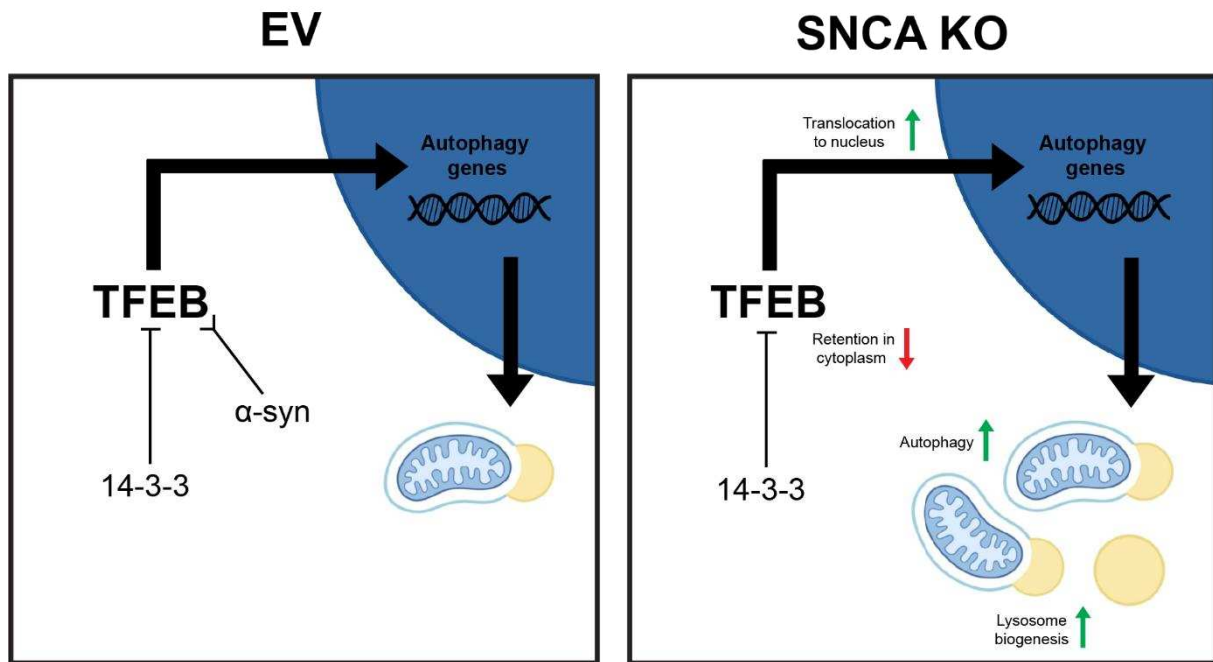 EV
Autophagy
genes
TFEB
α-syn
14-3-3
SNCA KO
Translocation
to nucleus
Autophagy
genes
TFEB
Retention in
cytoplasm
Autophagy
14-3-3
Lysosome
biogenesis